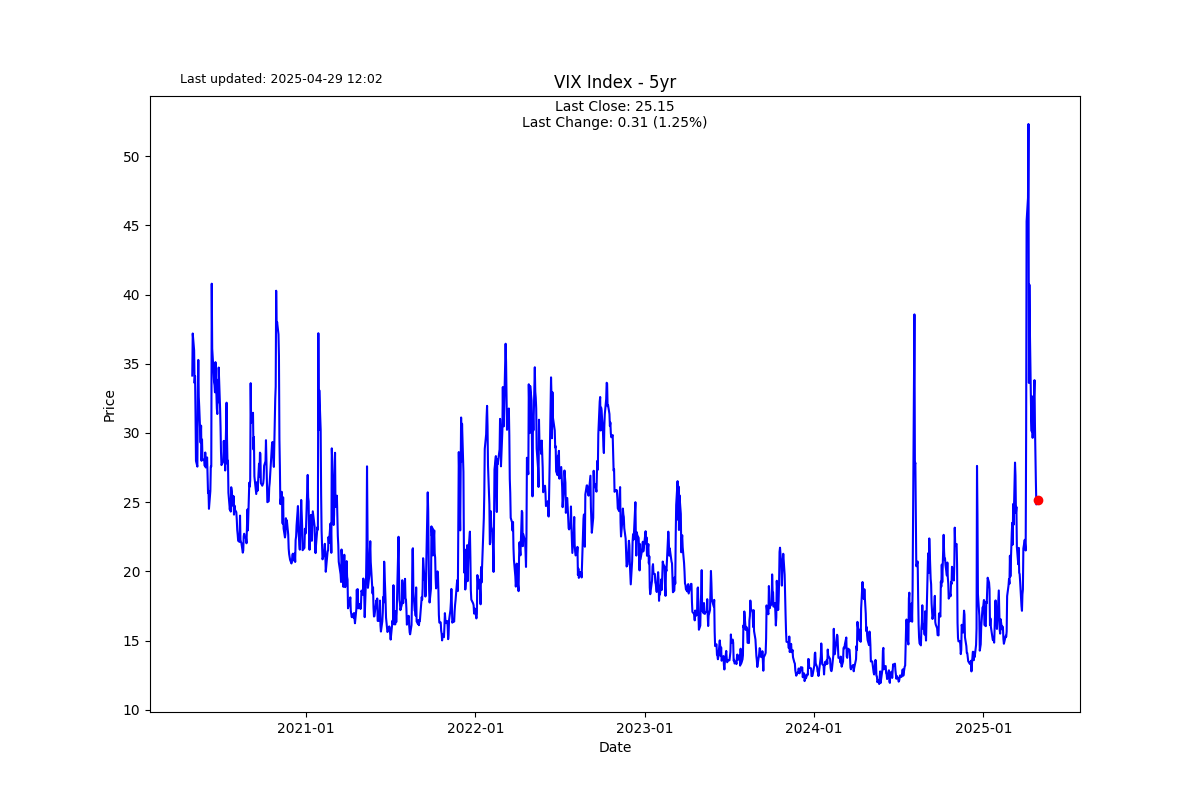 Last updated: 2025-04-29 12:02
VIX Index - 5yr
Last Close: 25.15
Last Change: 0.31 (1.25%)
50
45
40
35
30
25
20
15
10
Price
2021-01
2022-01
2023-01
2024-01
2025-01
Date